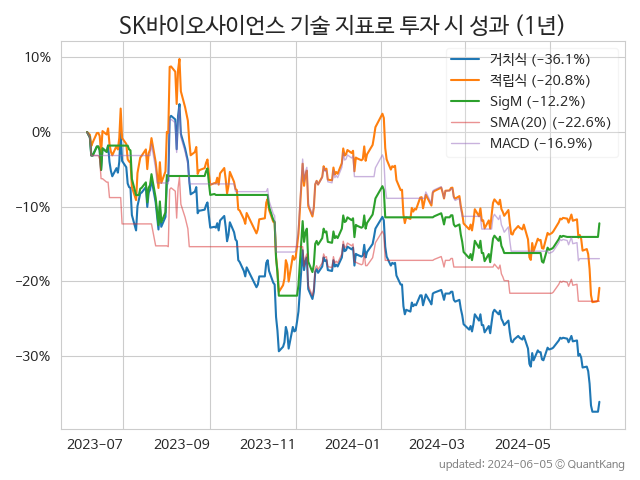 SK바이오사이언스 기술 지표로 투자 시 성과 (1년)
거치식 (−36.1%)
적립식 (−20.8%)
SigM (−12.2%)
SMA(20) (−22.6%)
MACD (−16.9%)
10%
0%
−10%
−20%
−30%
2023-07 2023-09 2023-11 2024-01 2024-03 2024-05
updated: 2024-06-05 ⓒ QuantKang